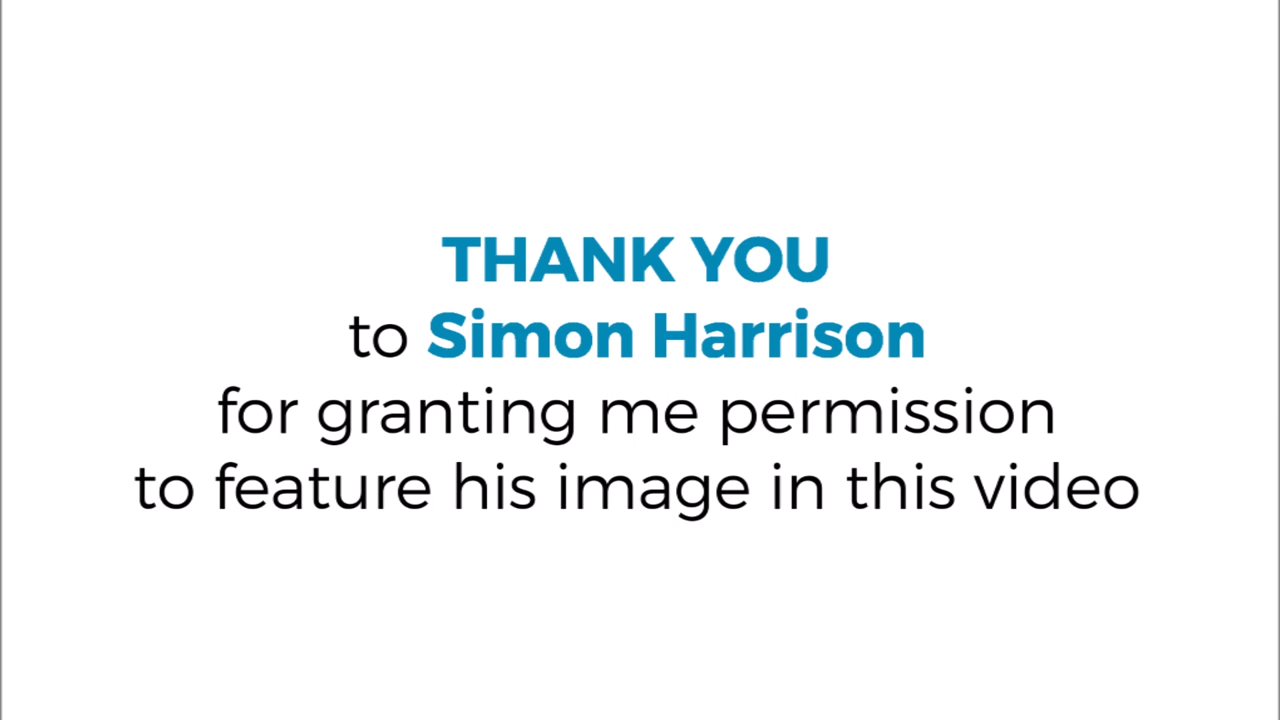 THANK YOU
to Simon Harrison
for granting me permission
to feature his image in this video